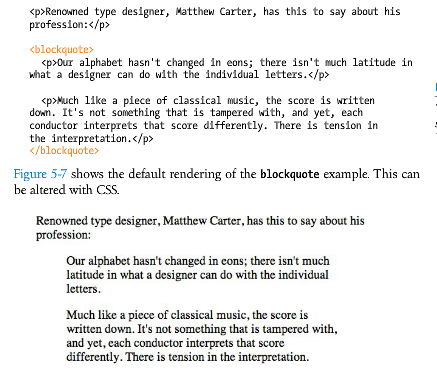 <p>Renowned type designer, Matthew Carter, has this to say about his
profession:</p>
<blockquote>
<p>Our alphabet hasn't changed in eons; there isn't much latitude in
what a designer can do with the individual letters.</p>
<p>Much like a piece of classical music, the score is written
down. It's not something that is tampered with, and yet, each
conductor interprets that score differently. There is tension in
the interpretation.</p>
</blockquote>
Figure 5-7 shows the default rendering of the blockquote example. This can
be altered with CSS.
Renowned type designer, Matthew Carter, has this to say about his
profession:
Our alphabet hasn't changed in eons; there isn't much
latitude in what a designer can do with the individual
letters.
Much like a piece of classical music, the score is
written down. It's not something that is tampered with,
and yet, each conductor interprets that score
differently. There is tension in the interpretation.